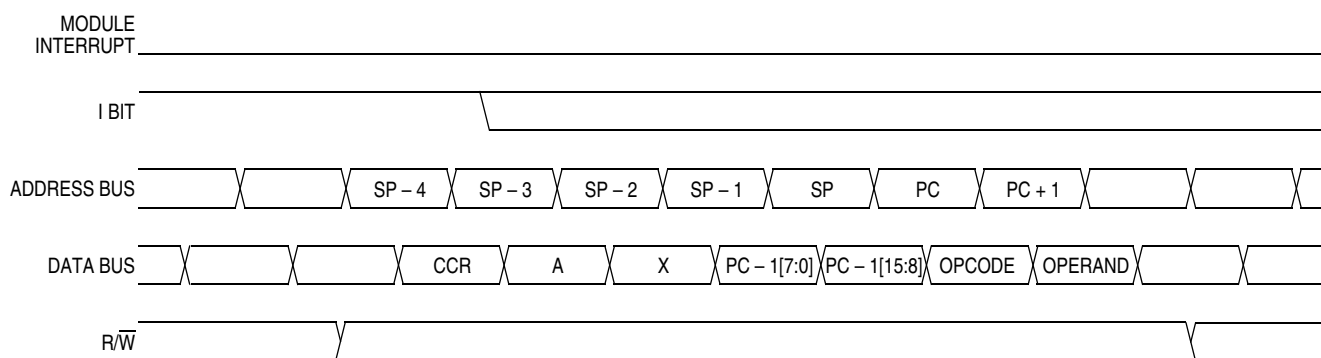 MODULE
INTERRUPT
I BIT
ADDRESS BUS SP – 4 SP – 3 SP – 2 SP – 1 SP PC PC + 1
DATA BUS CCR A X PC – 1[7:0] PC – 1[15:8] OPCODE OPERAND
R/W̅